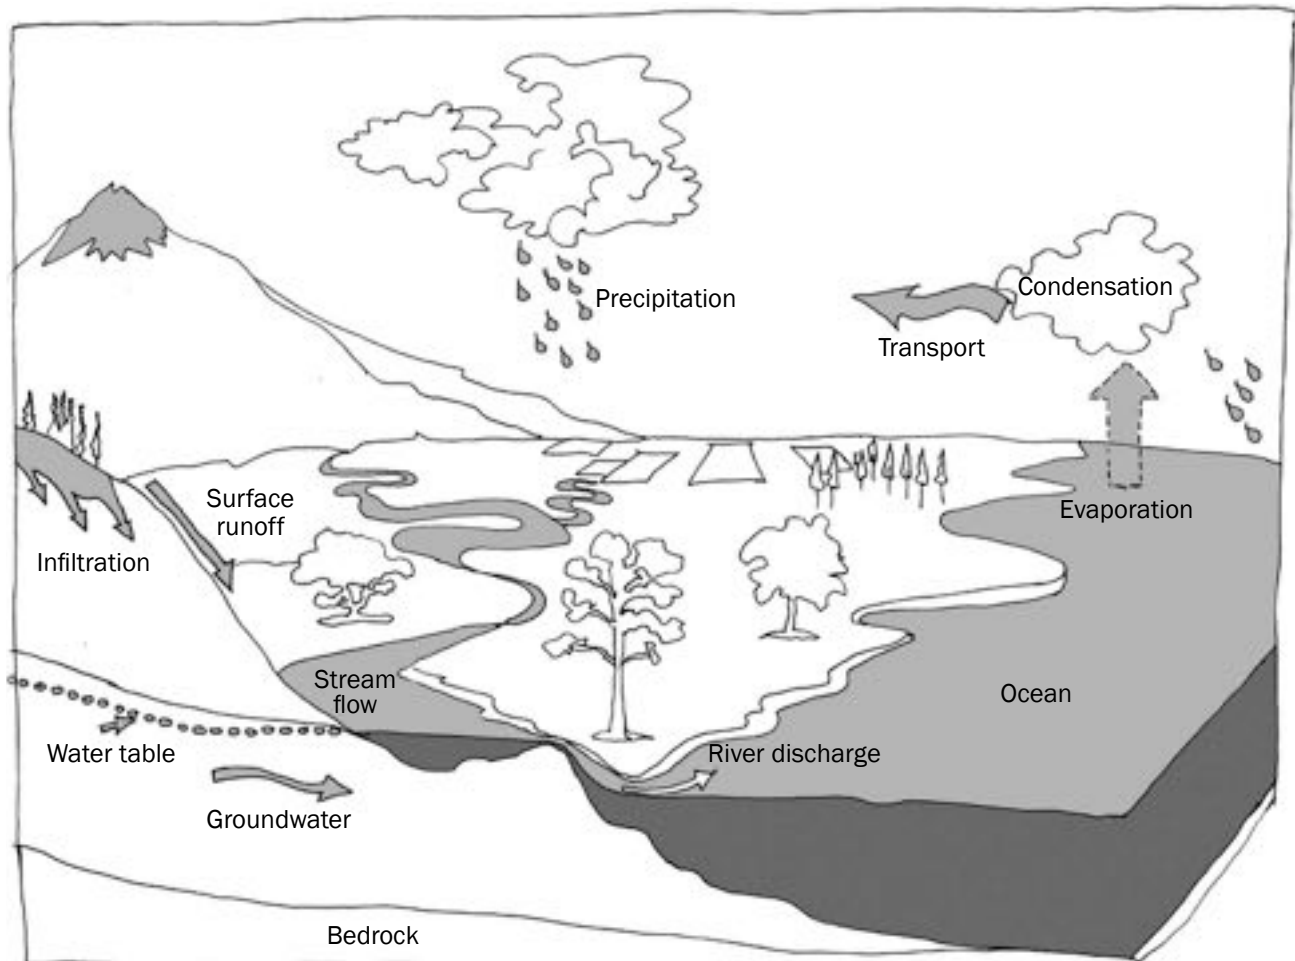 Precipitation
Condensation
Transport
Surface
runoff
Evaporation
Infiltration
Stream
flow
Ocean
Water table
River discharge
Groundwater
Bedrock